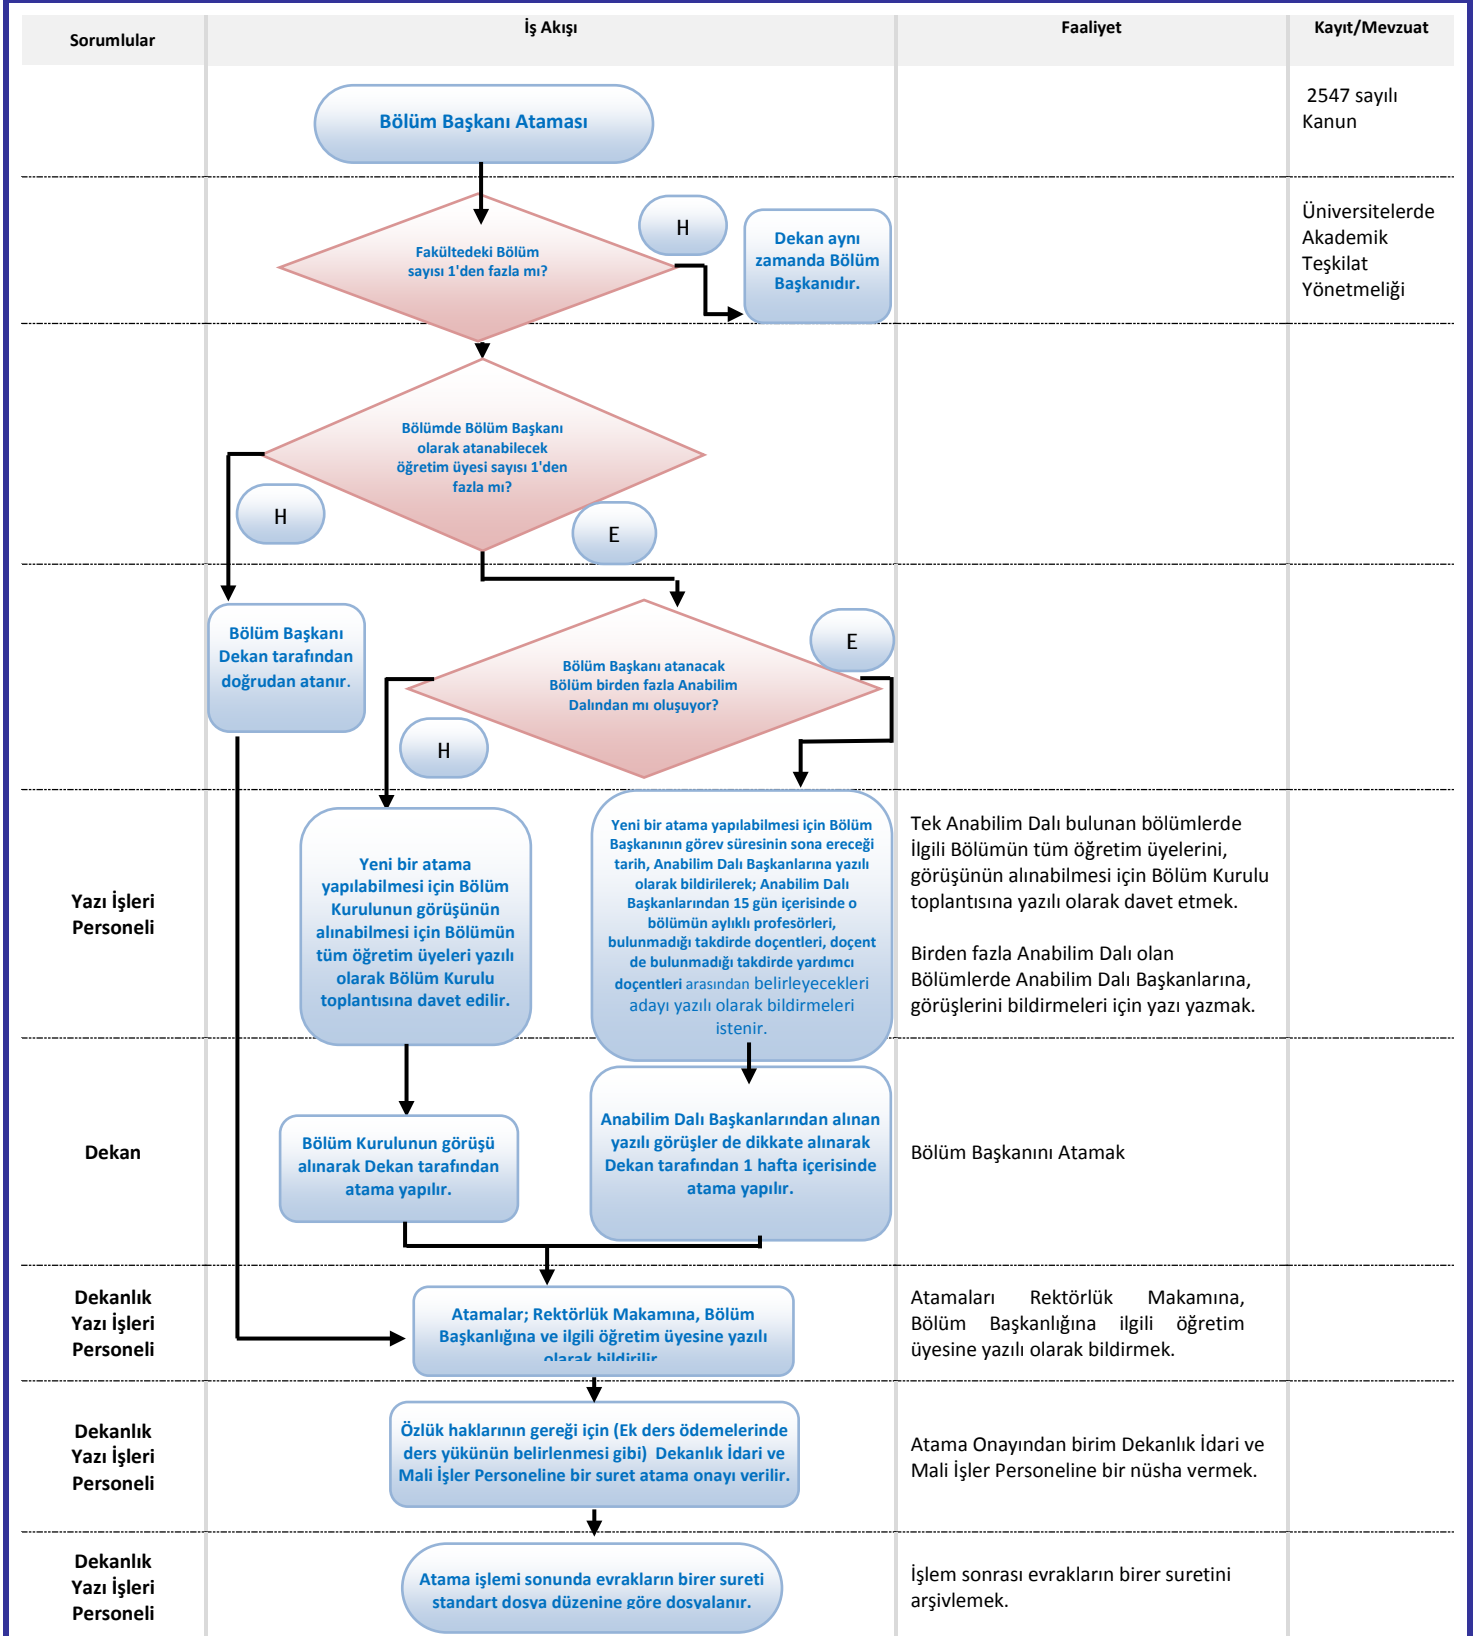 Sorumlular
İş Akışı
Faaliyet
Kayıt/Mevzuat
Bölüm Başkanı Ataması
2547 sayılı
Kanun
Fakültedeki Bölüm
sayısı 1'den fazla mı?
H
Dekan aynı
zamanda Bölüm
Başkanıdır.
Üniversitelerde
Akademik
Teşkilat
Yönetmeliği
Bölümde Bölüm Başkanı
olarak atanabilecek
öğretim üyesi sayısı 1'den
fazla mı?
H
E
Bölüm Başkanı
Dekan tarafından
doğrudan atanır.
Bölüm Başkanı atanacak
Bölüm birden fazla Anabilim
Dalından mı oluşuyor?
E
H
Yazı İşleri
Personeli
Yeni bir atama
yapılabilmesi için Bölüm
Kurulunun görüşünün
alınabilmesi için Bölümün
tüm öğretim üyeleri yazılı
olarak Bölüm Kurulu
toplantısına davet edilir.
Yeni bir atama yapılabilmesi için Bölüm
Başkanının görev süresinin sona ereceği
tarih, Anabilim Dalı Başkanlarına yazılı
olarak bildirilerek; Anabilim Dalı
Başkanlarından 15 gün içerisinde o
bölümün aylıklı profesörleri,
bulunmadığı takdirde doçentleri, doçent
de bulunmadığı takdirde yardımcı
doçentleri arasından belirleyecekleri
adayı yazılı olarak bildirmeleri
istenir.
Tek Anabilim Dalı bulunan bölümlerde
İlgili Bölümün tüm öğretim üyelerini,
görüşünün alınabilmesi için Bölüm Kurulu
toplantısına yazılı olarak davet etmek.
Birden fazla Anabilim Dalı olan
Bölümlerde Anabilim Dalı Başkanlarına,
görüşlerini bildirmeleri için yazı yazmak.
Dekan
Bölüm Kurulunun görüşü
alınarak Dekan tarafından
atama yapılır.
Anabilim Dalı Başkanlarından alınan
yazılı görüşler de dikkate alınarak
Dekan tarafından 1 hafta içerisinde
atama yapılır.
Bölüm Başkanını Atamak
Dekanlık
Yazı İşleri
Personeli
Atamalar; Rektörlük Makamına, Bölüm
Başkanlığına ve ilgili öğretim üyesine yazılı
olarak bildirilir
Atamaları Rektörlük Makamına,
Bölüm Başkanlığına ilgili öğretim
üyesine yazılı olarak bildirmek.
Dekanlık
Yazı İşleri
Personeli
Özlük haklarının gereği için (Ek ders ödemelerinde
ders yükünün belirlenmesi gibi) Dekanlık İdari ve
Mali İşler Personeline bir suret atama onayı verilir.
Atama Onayından birim Dekanlık İdari ve
Mali İşler Personeline bir nüsha vermek.
Dekanlık
Yazı İşleri
Personeli
Atama işlemi sonunda evrakların birer sureti
standart dosya düzenine göre dosyalanır.
İşlem sonrası evrakların birer suretini
arşivlemek.